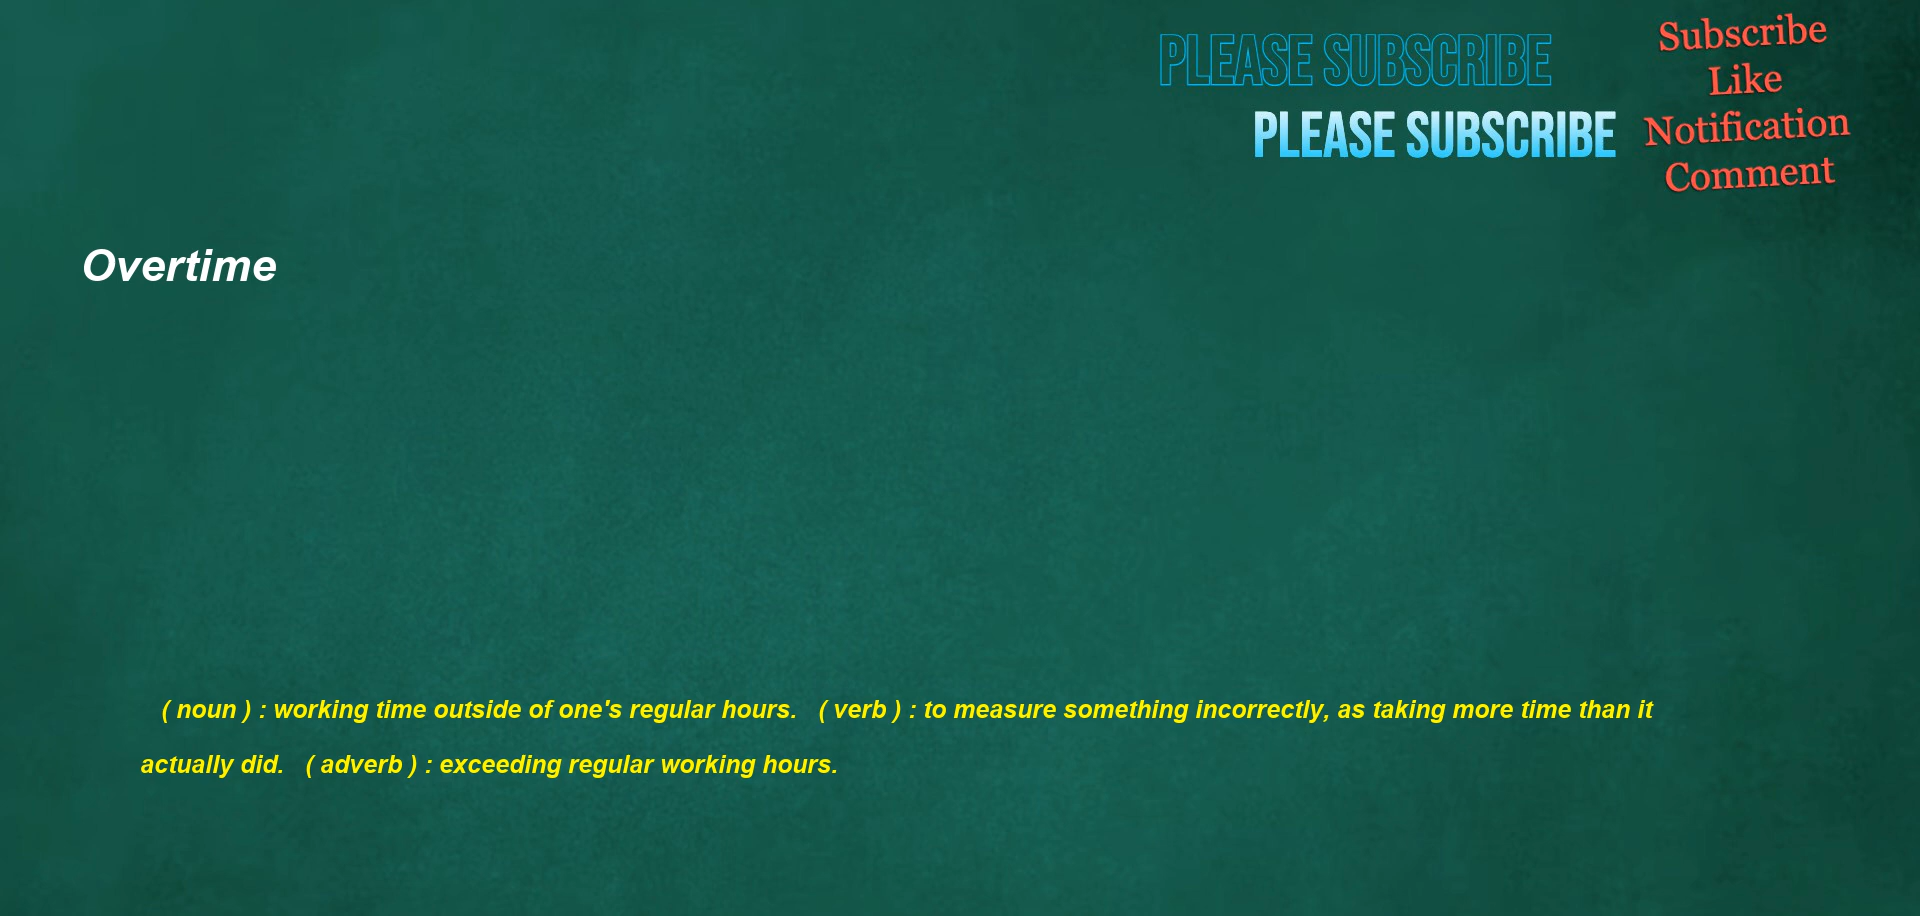 PLEASE SUBSCRIBE
PLEASE SUBSCRIBE
Subscribe
Like
Notification
Comment
Overtime
( noun ) : working time outside of one's regular hours.   ( verb ) : to measure something incorrectly, as taking more time than it
actually did.   ( adverb ) : exceeding regular working hours.